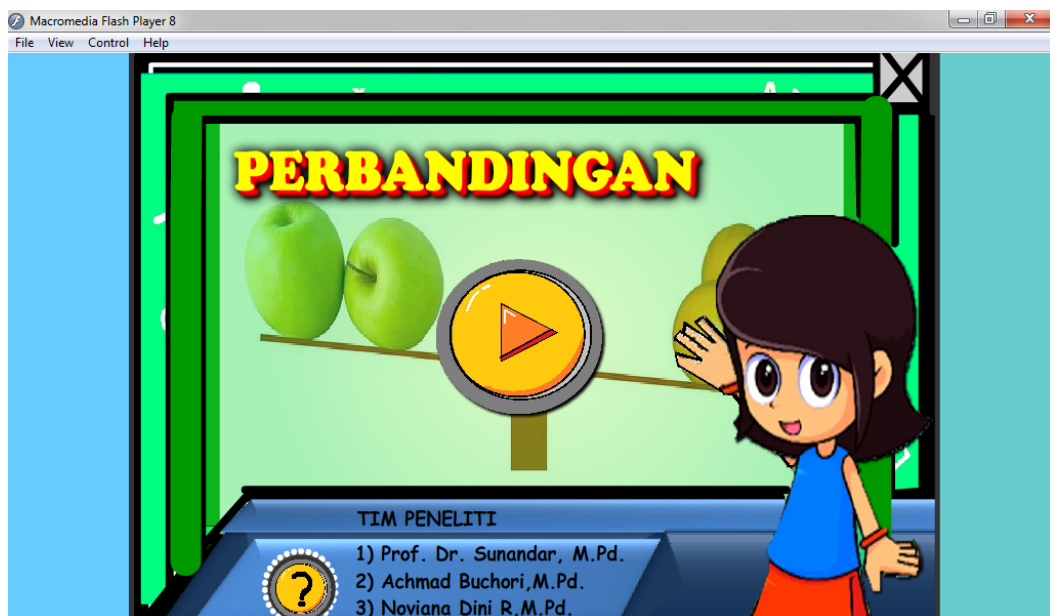 Macromedia Flash Player 8
File View Control Help
PERBANDINGAN
TIM PENELITI
1) Prof. Dr. Sunandar, M.Pd.
2) Achmad Buchori,M.Pd.
3) Noviana Dini R,M.Pd.
?